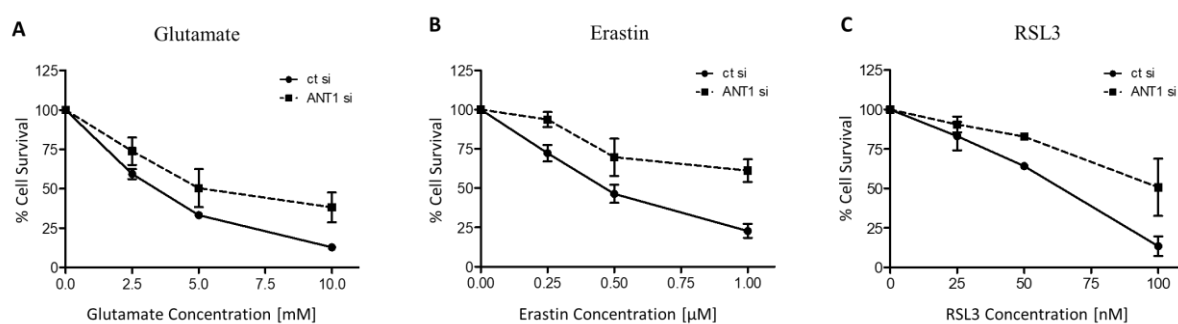 A
Glutamate
125
100
75
50
25
0
0.0
2.5
5.0
7.5
10.0
% Cell Survival
Glutamate Concentration [mM]
ct si
ANT1 si
B
Erastin
125
100
75
50
25
0
0.00
0.25
0.50
0.75
1.00
% Cell Survival
Erastin Concentration [µM]
ct si
ANT1 si
C
RSL3
125
100
75
50
25
0
0
25
50
75
100
% Cell Survival
RSL3 Concentration [nM]
ct si
ANT1 si